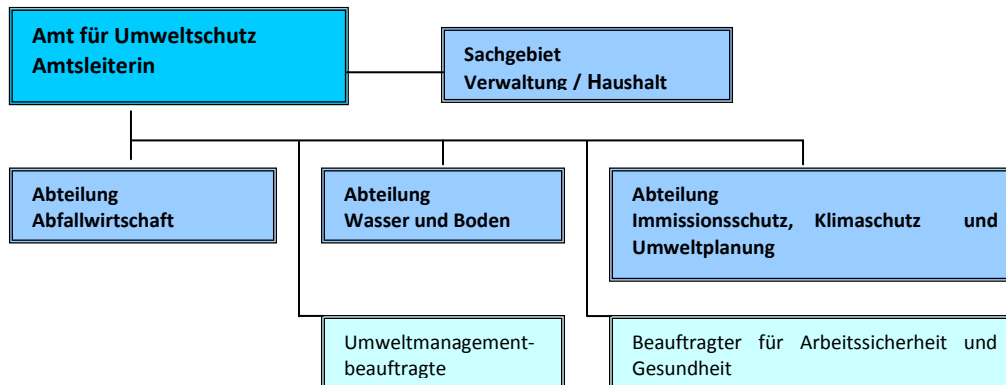 Amt für Umweltschutz
Amtsleiterin
Sachgebiet
Verwaltung / Haushalt
Abteilung
Abfallwirtschaft
Abteilung
Wasser und Boden
Abteilung
Immissionsschutz, Klimaschutz und
Umweltplanung
Umweltmanagement-
beauftragte
Beauftragter für Arbeitssicherheit und
Gesundheit